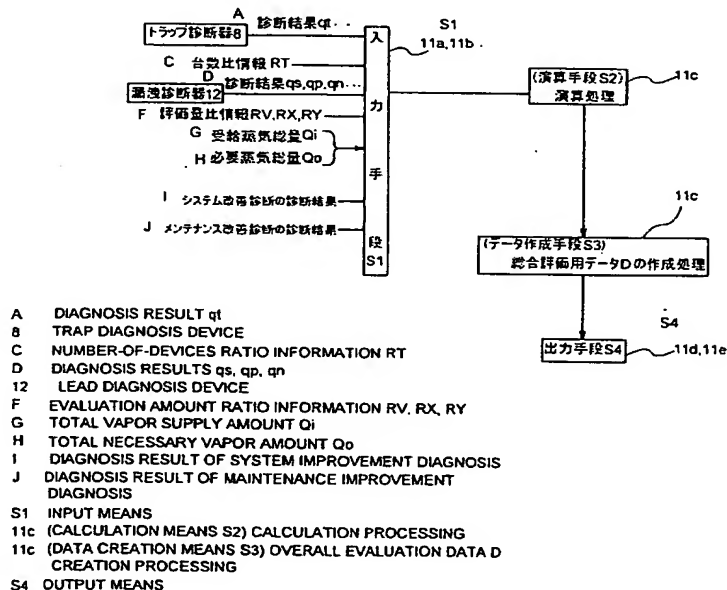 A 診断結果qt・・
トラップ診断器8
S1
11a,11b
C 台数比情報 RT
D 診断結果qs,qp,qn・・
漏洩診断器12
F 評価量比情報RV,RX,RY
G 受給蒸気総量Qi
H 必要蒸気総量Qo
I システム改善診断の診断結果
J メンテナンス改善診断の診断結果
入力手段S1
(演算手段S2)
演算処理
11c
11c
(データ作成手段S3)
総合評価用データDの作成処理
S4
出力手段S4
11d,11e
A DIAGNOSIS RESULT qt
8 TRAP DIAGNOSIS DEVICE
C NUMBER-OF-DEVICES RATIO INFORMATION RT
D DIAGNOSIS RESULTS qs, qp, qn
12 LEAD DIAGNOSIS DEVICE
F EVALUATION AMOUNT RATIO INFORMATION RV, RX, RY
G TOTAL VAPOR SUPPLY AMOUNT Qi
H TOTAL NECESSARY VAPOR AMOUNT Qo
I DIAGNOSIS RESULT OF SYSTEM IMPROVEMENT DIAGNOSIS
J DIAGNOSIS RESULT OF MAINTENANCE IMPROVEMENT
DIAGNOSIS
S1 INPUT MEANS
11c (CALCULATION MEANS S2) CALCULATION PROCESSING
11c (DATA CREATION MEANS S3) OVERALL EVALUATION DATA D
CREATION PROCESSING
S4 OUTPUT MEANS